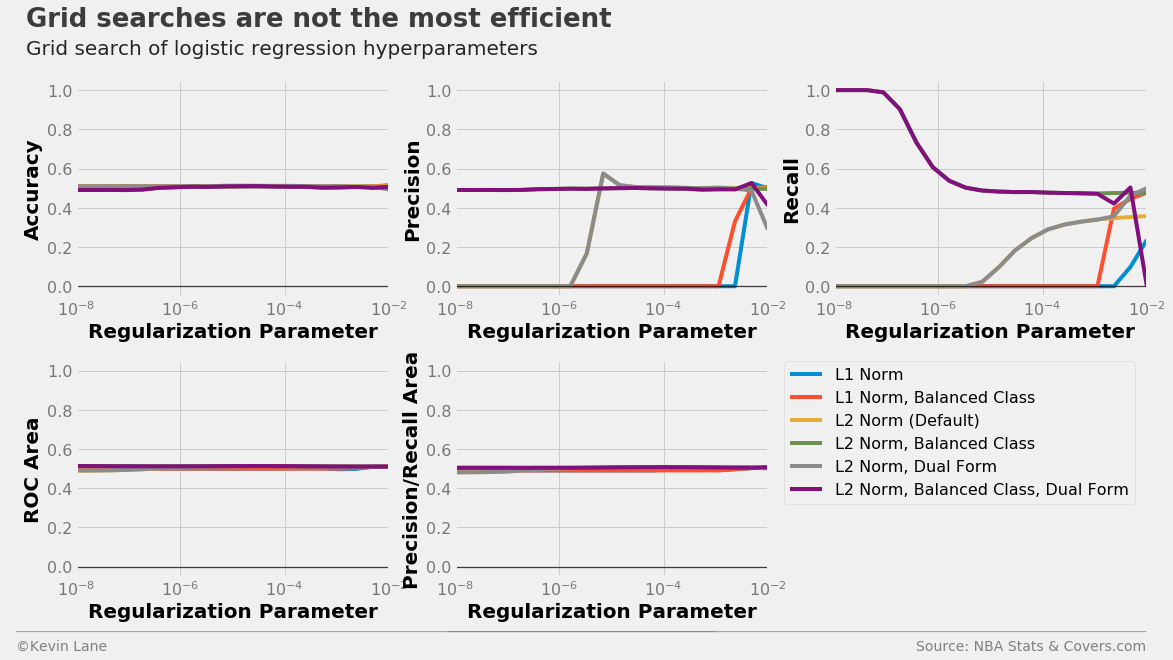 Grid searches are not the most efficient
Grid search of logistic regression hyperparameters
1.0
0.8
0.6
0.4
0.2
0.0
Accuracy
10⁻⁸ 10⁻⁶ 10⁻⁴ 10⁻²
Regularization Parameter
1.0
0.8
0.6
0.4
0.2
0.0
Precision
10⁻⁸ 10⁻⁶ 10⁻⁴ 10⁻²
Regularization Parameter
1.0
0.8
0.6
0.4
0.2
0.0
Recall
10⁻⁸ 10⁻⁶ 10⁻⁴ 10⁻²
Regularization Parameter
1.0
0.8
0.6
0.4
0.2
0.0
ROC Area
10⁻⁸ 10⁻⁶ 10⁻⁴ 10⁻²
Regularization Parameter
1.0
0.8
0.6
0.4
0.2
0.0
Precision/Recall Area
10⁻⁸ 10⁻⁶ 10⁻⁴ 10⁻²
Regularization Parameter
L1 Norm
L1 Norm, Balanced Class
L2 Norm (Default)
L2 Norm, Balanced Class
L2 Norm, Dual Form
L2 Norm, Balanced Class, Dual Form
©Kevin Lane
Source: NBA Stats & Covers.com